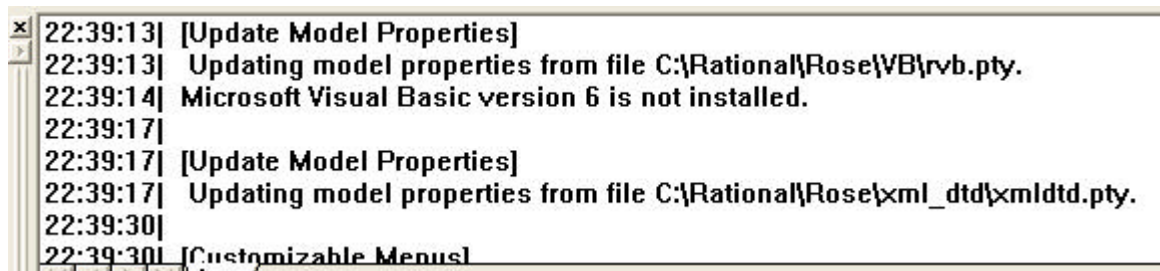 22:39:13| [Update Model Properties]
22:39:13| Updating model properties from file C:\Rational\Rose\VB\rvb.pty.
22:39:14| Microsoft Visual Basic version 6 is not installed.
22:39:17|
22:39:17| [Update Model Properties]
22:39:17| Updating model properties from file C:\Rational\Rose\xml_dtd\xmldtd.pty.
22:39:30|
22:39:30| [Customizable Menus]